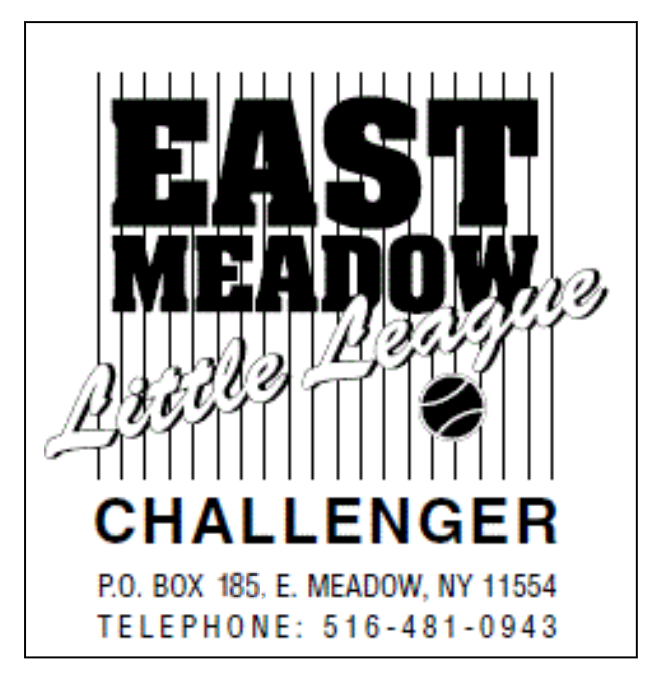 EAST
MEADOW
Little League
CHALLENGER
P.O. BOX 185, E. MEADOW, NY 11554
TELEPHONE: 516-481-0943